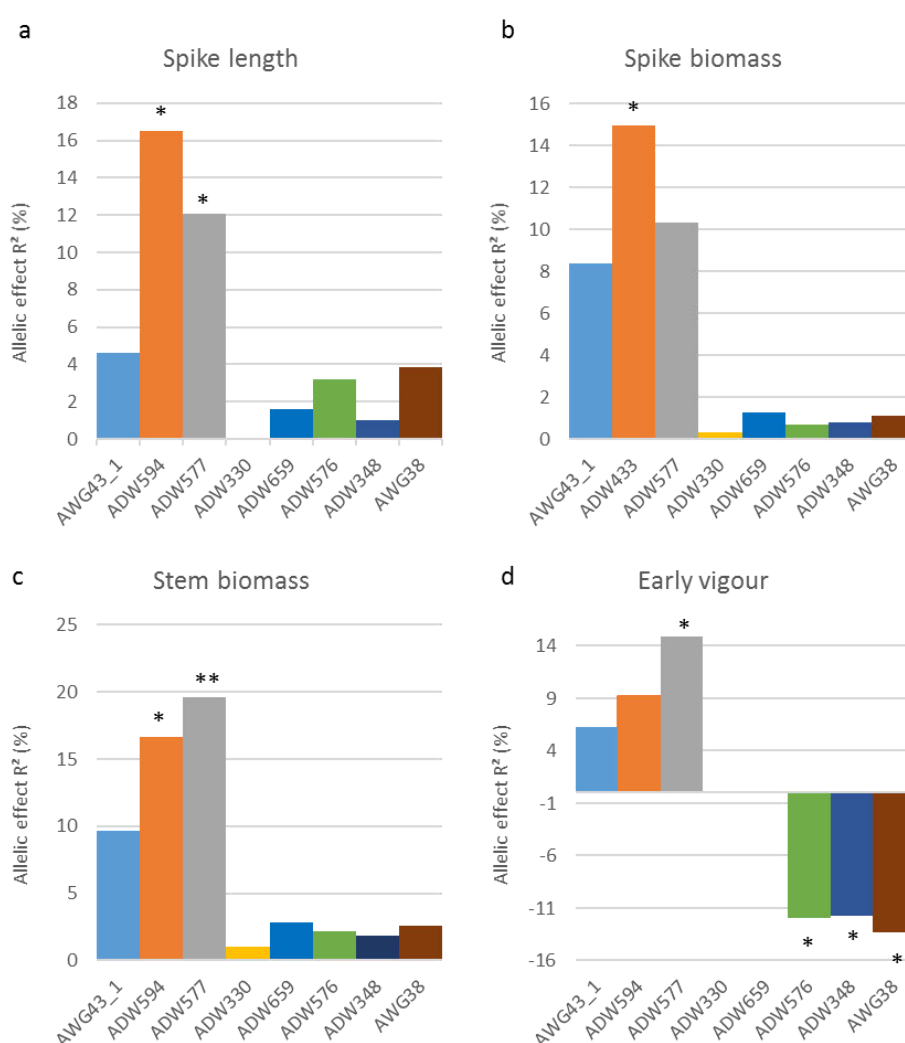 a
Spike length
Allelic effect R² (%)
18
16
14
12
10
8
6
4
2
0
*
*
AWG43_1
ADW594
ADW577
ADW330
ADW659
ADW576
ADW348
AWG38
b
Spike biomass
Allelic effect R² (%)
16
14
12
10
8
6
4
2
0
*
AWG43_1
ADW433
ADW577
ADW330
ADW659
ADW576
ADW348
AWG38
c
Stem biomass
Allelic effect R² (%)
25
20
15
10
5
0
*
**
AWG43_1
ADW594
ADW577
ADW330
ADW659
ADW576
ADW348
AWG38
d
Early vigour
Allelic effect R² (%)
14
9
4
-1
-6
-11
-16
*
*
*
*
AWG43_1
ADW594
ADW577
ADW330
ADW659
ADW576
ADW348
AWG38